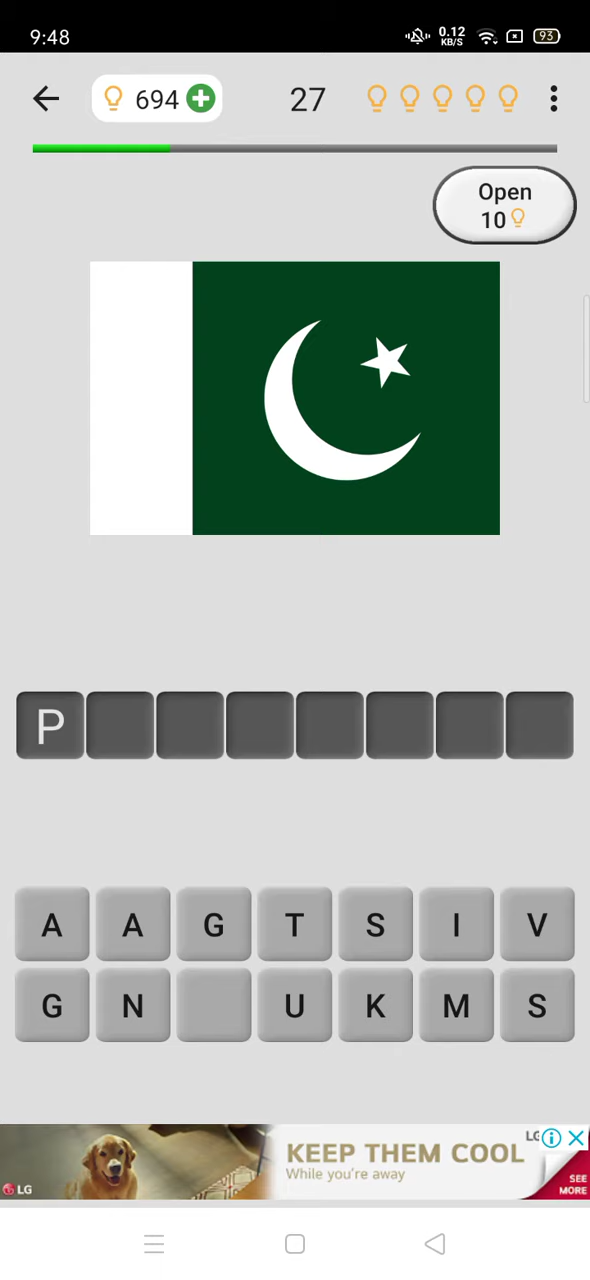 9:48
0.12
KB/S
93
694
27
Open
10
P
A A G T S I V
G N U K M S
KEEP THEM COOL
While you're away
LG
LG
SEE
MORE